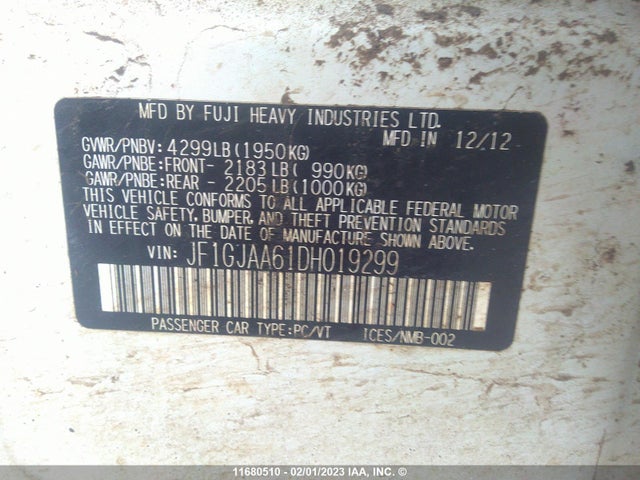 MFD BY FUJI HEAVY INDUSTRIES LTD.
MFD IN 12/12
GVWR/PNBV: 4299LB(1950KG)
GAWR/PNBE:FRONT- 2183LB( 990KG)
GAWR/PNBE:REAR - 2205LB(1000KG)
THIS VEHICLE CONFORMS TO ALL APPLICABLE FEDERAL MOTOR
VEHICLE SAFETY, BUMPER, AND THEFT PREVENTION STANDARDS
IN EFFECT ON THE DATE OF MANUFACTURE SHOWN ABOVE.
VIN: JF1GJAA61DH019299
PASSENGER CAR TYPE:PC/VT ICES/NMB-002
11680510 - 02/01/2023 IAA, INC. ©